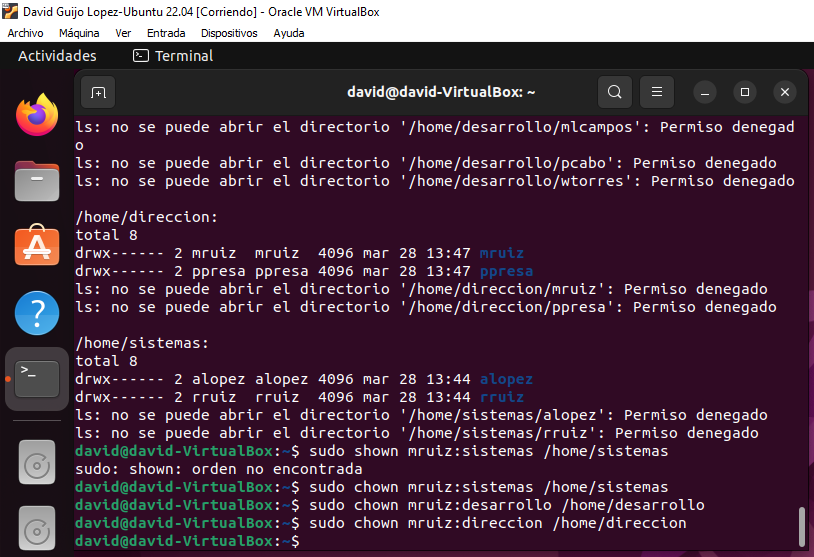 David Guijo Lopez-Ubuntu 22.04 [Corriendo] - Oracle VM VirtualBox
Archivo Máquina Ver Entrada Dispositivos Ayuda
Actividades Terminal
david@david-VirtualBox: ~
ls: no se puede abrir el directorio '/home/desarrollo/mlcampos': Permiso denegad
o
ls: no se puede abrir el directorio '/home/desarrollo/pcabo': Permiso denegado
ls: no se puede abrir el directorio '/home/desarrollo/wtorres': Permiso denegado
/home/direccion:
total 8
drwx------ 2 mruiz  mruiz  4096 mar 28 13:47 mruiz
drwx------ 2 ppresa ppresa 4096 mar 28 13:47 ppresa
ls: no se puede abrir el directorio '/home/direccion/mruiz': Permiso denegado
ls: no se puede abrir el directorio '/home/direccion/ppresa': Permiso denegado
/home/sistemas:
total 8
drwx------ 2 alopez alopez 4096 mar 28 13:44 alopez
drwx------ 2 rruiz  rruiz  4096 mar 28 13:44 rruiz
ls: no se puede abrir el directorio '/home/sistemas/alopez': Permiso denegado
ls: no se puede abrir el directorio '/home/sistemas/rruiz': Permiso denegado
david@david-VirtualBox:~$ sudo shown mruiz:sistemas /home/sistemas
sudo: shown: orden no encontrada
david@david-VirtualBox:~$ sudo chown mruiz:sistemas /home/sistemas
david@david-VirtualBox:~$ sudo chown mruiz:desarrollo /home/desarrollo
david@david-VirtualBox:~$ sudo chown mruiz:direccion /home/direccion
david@david-VirtualBox:~$